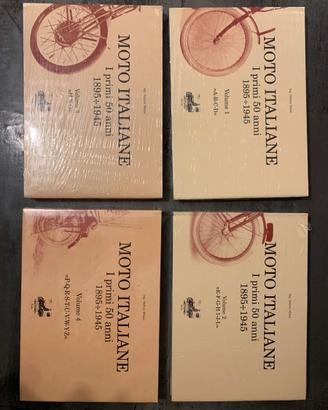 MOTO ITALIANE
I primi 50 anni
1895÷1945
MOTO ITALIANE
I primi 50 anni
1895÷1945
Volume 1
«A-B-C-D»
MOTO ITALIANE
I primi 50 anni
1895÷1945
Volume 4
«P-Q-R-S-T-U-V-W-Y-Z»
MOTO ITALIANE
I primi 50 anni
1895÷1945
Volume 2
«E-F-G-H-I-J-L»